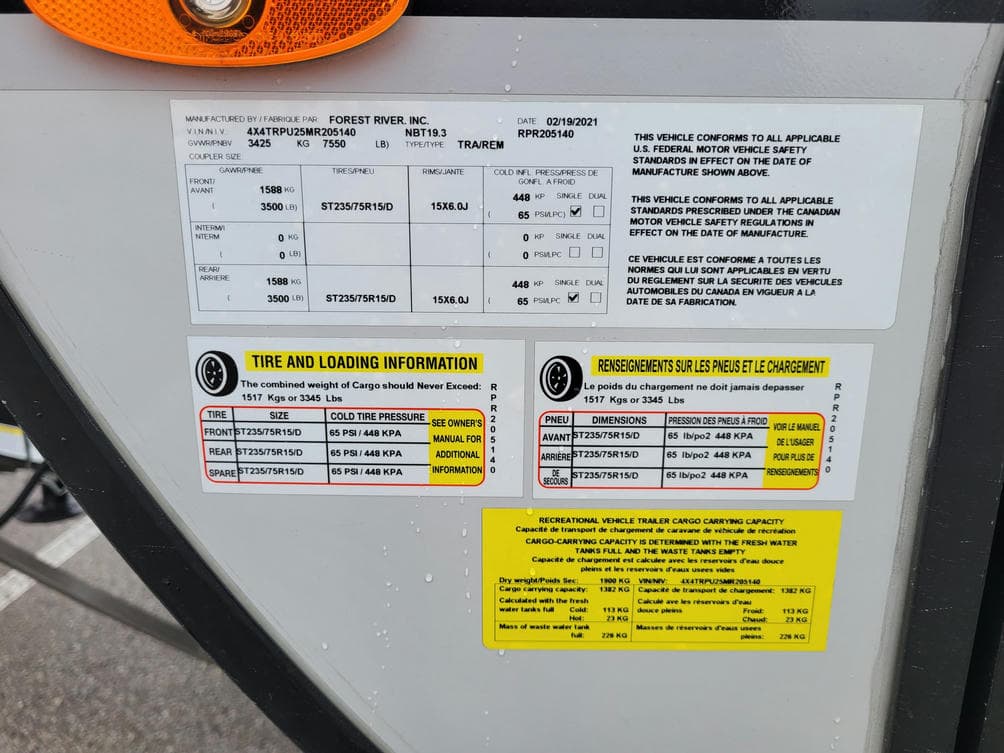 MANUFACTURED BY / FABRIQUE PAR: FOREST RIVER. INC. DATE 02/19/2021
V.I.N./N.I.V.: 4X4TRPU25MR205140 NBT19.3 RPR205140
GVWR/PNBV 3425 KG 7550 LB) TYPE/TYPE TRA/REM
COUPLER SIZE:
GAWR/PNBE TIRES/PNEU RIMS/JANTE COLD INFL. PRESS/PRESS DE GONFL. A FROID
FRONT/
AVANT 1588 KG 448 KP SINGLE DUAL
( 3500 LB) ST235/75R15/D 15X6.0J ( 65 PSI/LPC)
INTERM/I
NTERM 0 KG 0 KP SINGLE DUAL
( 0 LB) ( 0 PSI/LPC
REAR/
ARRIERE 1588 KG 448 KP SINGLE DUAL
( 3500 LB) ST235/75R15/D 15X6.0J ( 65 PSI/LPC
THIS VEHICLE CONFORMS TO ALL APPLICABLE
U.S. FEDERAL MOTOR VEHICLE SAFETY
STANDARDS IN EFFECT ON THE DATE OF
MANUFACTURE SHOWN ABOVE.
THIS VEHICLE CONFORMS TO ALL APPLICABLE
STANDARDS PRESCRIBED UNDER THE CANADIAN
MOTOR VEHICLE SAFETY REGULATIONS IN
EFFECT ON THE DATE OF MANUFACTURE.
CE VEHICULE EST CONFORME A TOUTES LES
NORMES QUI LUI SONT APPLICABLES EN VERTU
DU REGLEMENT SUR LA SECURITE DES VEHICULES
AUTOMOBILES DU CANADA EN VIGUEUR A LA
DATE DE SA FABRICATION.
TIRE AND LOADING INFORMATION
The combined weight of Cargo should Never Exceed:
1517 Kgs or 3345 Lbs
TIRE SIZE COLD TIRE PRESSURE
FRONT ST235/75R15/D 65 PSI / 448 KPA
REAR ST235/75R15/D 65 PSI / 448 KPA
SPARE ST235/75R15/D 65 PSI / 448 KPA
SEE OWNER'S
MANUAL FOR
ADDITIONAL
INFORMATION
RPR205140
RENSEIGNEMENTS SUR LES PNEUS ET LE CHARGEMENT
Le poids du chargement ne doit jamais depasser
1517 Kgs or 3345 Lbs
PNEU DIMENSIONS PRESSION DES PNEUS À FROID
AVANT ST235/75R15/D 65 lb/po2 448 KPA
ARRIÈRE ST235/75R15/D 65 lb/po2 448 KPA
DE SECOURS ST235/75R15/D 65 lb/po2 448 KPA
VOIR LE MANUEL
DE L'USAGER
POUR PLUS DE
RENSEIGNEMENTS
RPR205140
RECREATIONAL VEHICLE TRAILER CARGO CARRYING CAPACITY
Capacité de transport de chargement de caravane de véhicule de récréation
CARGO-CARRYING CAPACITY IS DETERMINED WITH THE FRESH WATER
TANKS FULL AND THE WASTE TANKS EMPTY
Capacité de chargement est calculee avec les reservoirs d'eau douce
pleins et les reservoirs d'eaux usees vides
Dry weight/Poids Sec: 1900 KG VIN/NIV: 4X4TRPU25MR205140
Cargo carrying capacity: 1382 KG Capacité de transport de chargement: 1382 KG
Calculated with the fresh
water tanks full Cold: 113 KG
Hot: 23 KG
Calculé ave les réservoirs d'eau
douce pleins Froid: 113 KG
Chaud: 23 KG
Mass of waste water tank
full: 226 KG
Masses de réservoirs d'eaux usees
pleins: 226 KG